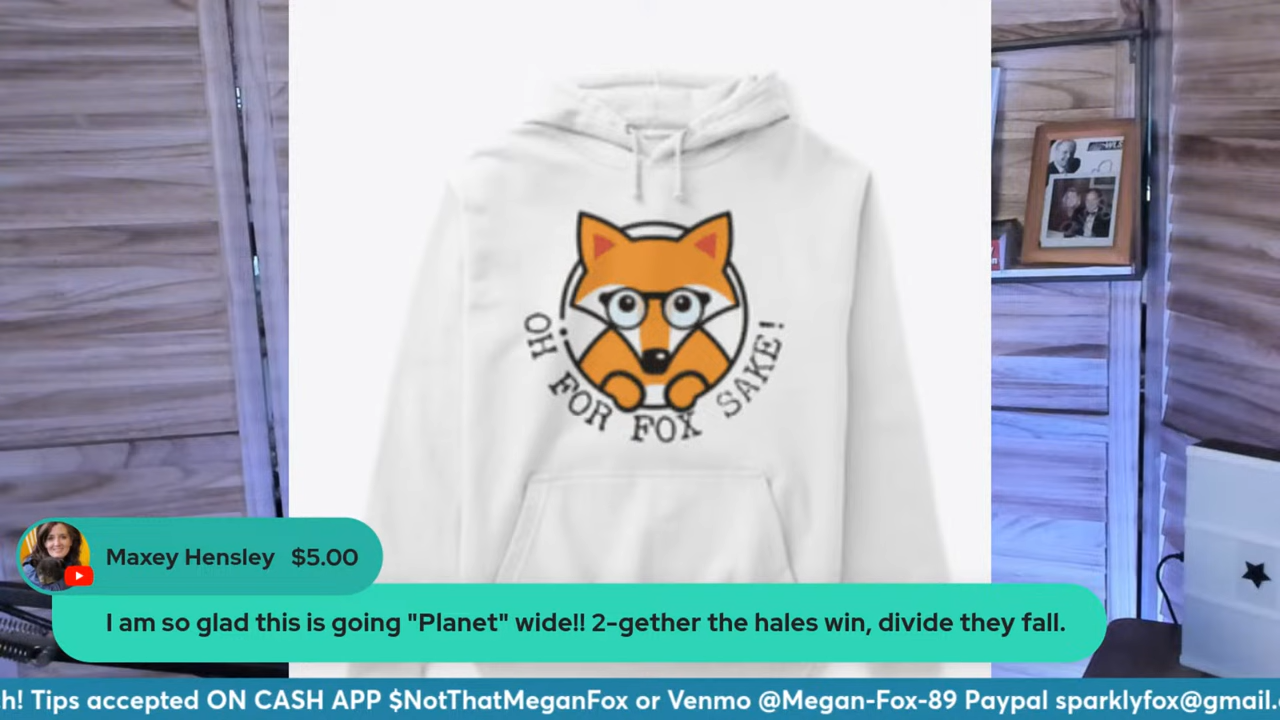 OH FOR FOX SAKE!
Maxey Hensley $5.00
I am so glad this is going "Planet" wide!! 2-gether the hales win, divide they fall.
h! Tips accepted ON CASH APP $NotThatMeganFox or Venmo @Megan-Fox-89 Paypal sparklyfox@gmail.